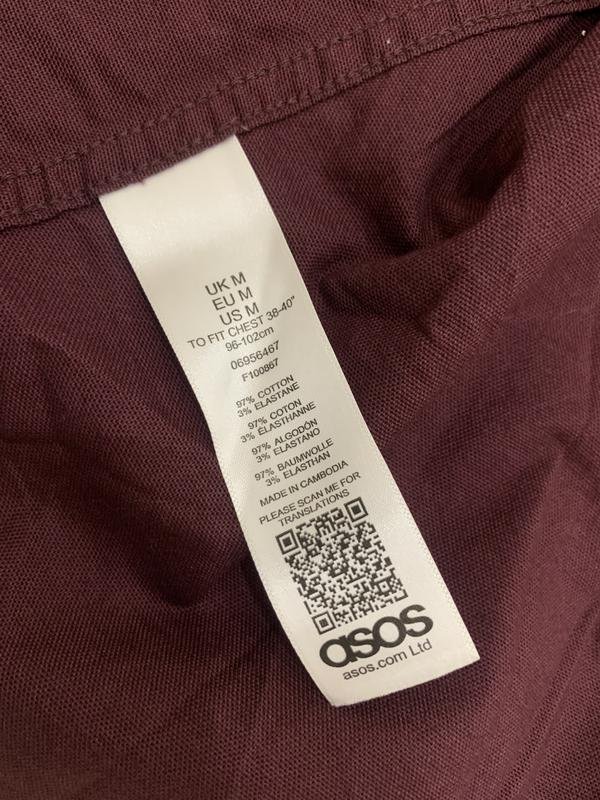 UK M
EU M
US M
TO FIT CHEST 38-40"
96-102cm
06956467
F100867
97% COTTON
3% ELASTANE
97% COTON
3% ÉLASTHANNE
97% ALGODÓN
3% ELASTANO
97% BAUMWOLLE
3% ELASTHAN
MADE IN CAMBODIA
PLEASE SCAN ME FOR
TRANSLATIONS
asos
asos.com Ltd